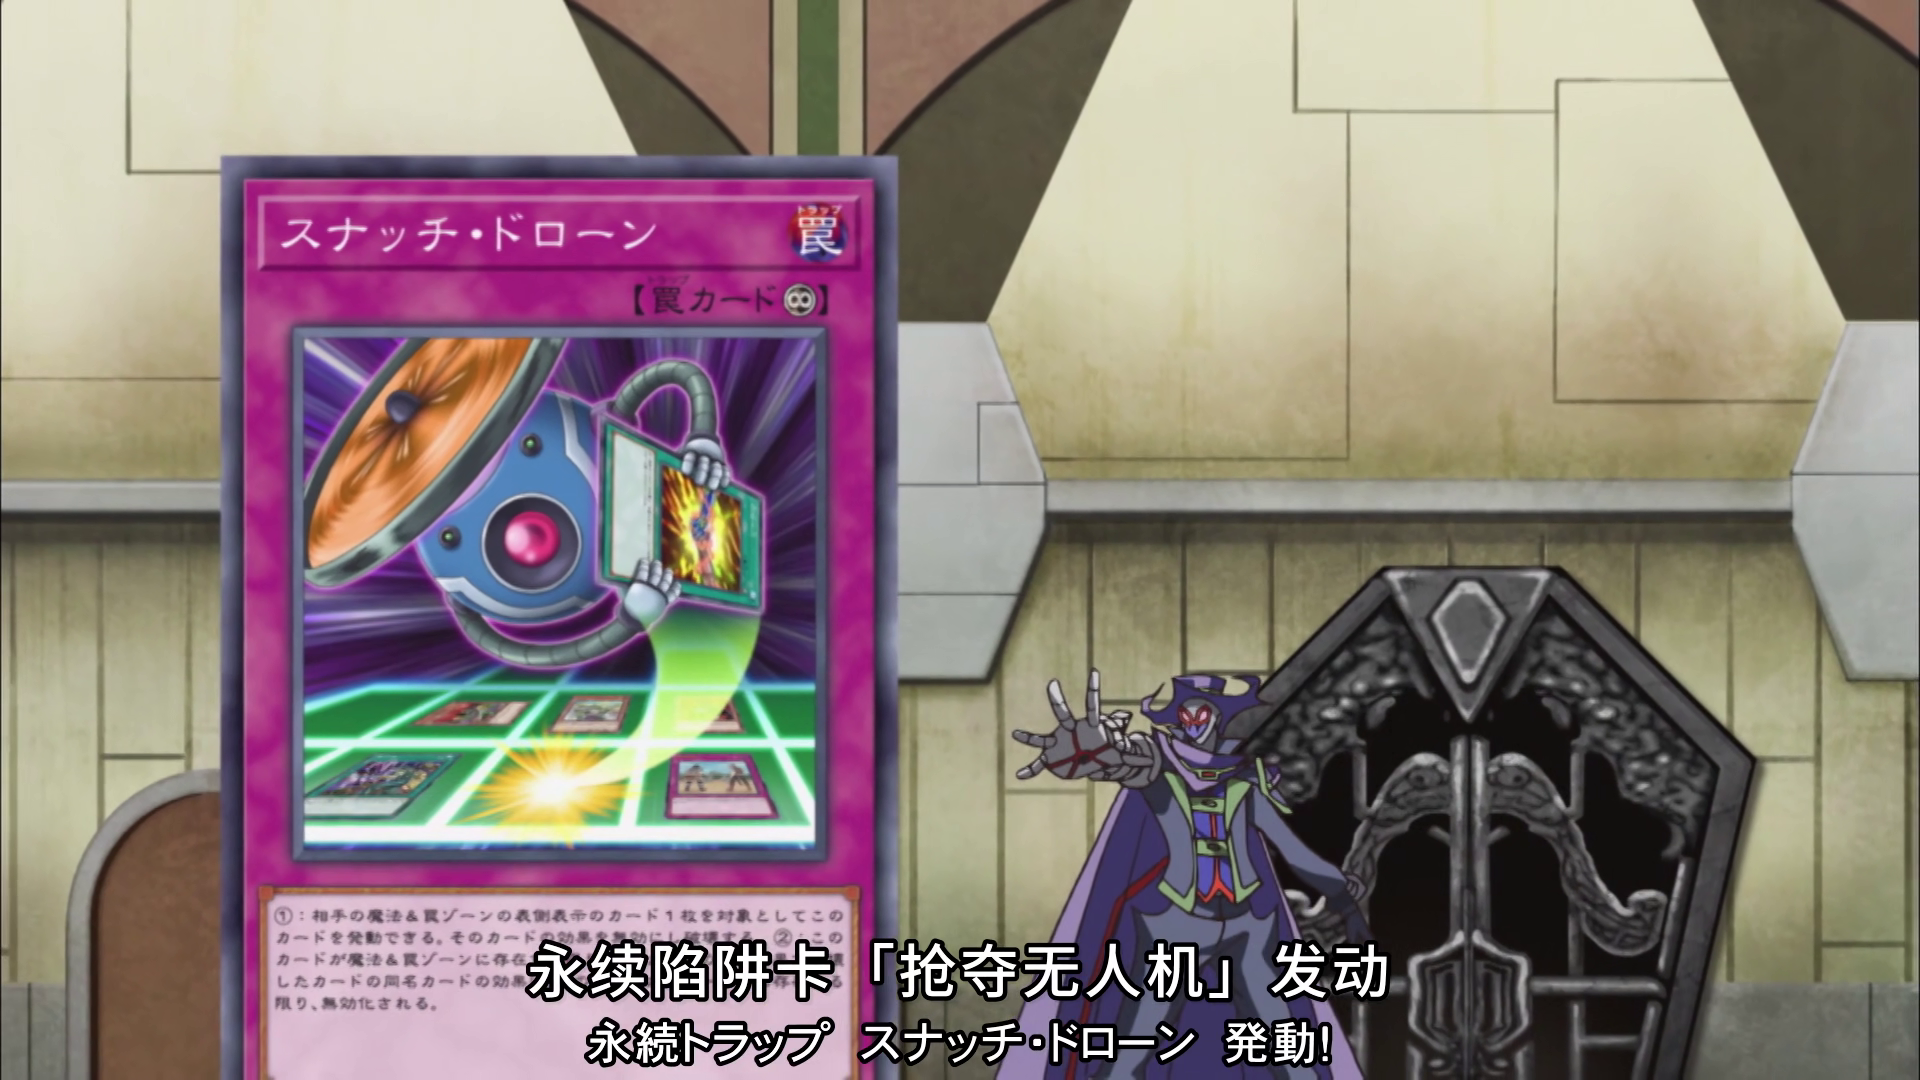 スナッチ・ドローン
トラップ
罠
トラップ
【罠カード∞】
①：相手の魔法＆罠ゾーンの表側表示のカード１枚を対象としてこの
カードを発動できる。そのカードの効果を無効にし破壊する。②：この
カードが魔法＆罠ゾーンに存在
したカードの同名カードの効果
限り、無効化される。
永续陷阱卡「抢夺无人机」发动
永続トラップ　スナッチ・ドローン　発動!